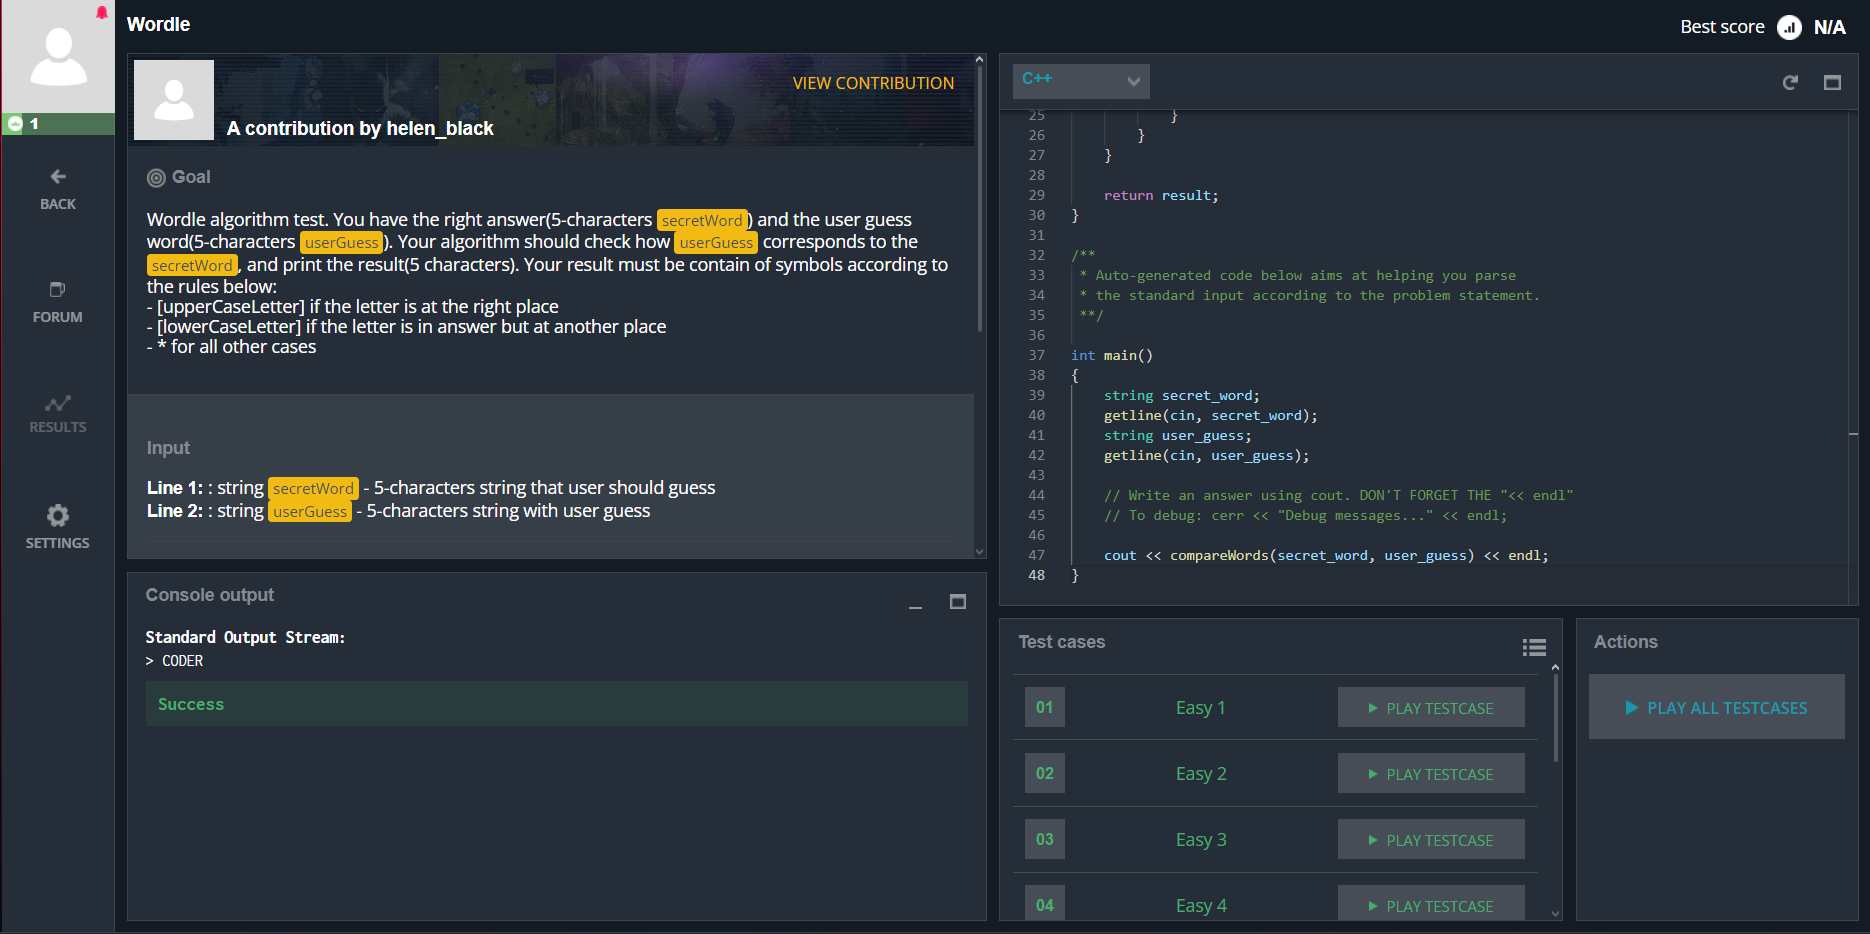 Wordle
Best score N/A
1
BACK
FORUM
RESULTS
SETTINGS
VIEW CONTRIBUTION
A contribution by helen_black
Goal
Wordle algorithm test. You have the right answer(5-characters secretWord) and the user guess
word(5-characters userGuess). Your algorithm should check how userGuess corresponds to the
secretWord, and print the result(5 characters). Your result must be contain of symbols according to
the rules below:
- [upperCaseLetter] if the letter is at the right place
- [lowerCaseLetter] if the letter is in answer but at another place
- * for all other cases
Input
Line 1: : string secretWord - 5-characters string that user should guess
Line 2: : string userGuess - 5-characters string with user guess
Console output
Standard Output Stream:
> CODER
Success
C++
25             }
26         }
27     }
28
29     return result;
30 }
31
32 /**
33  * Auto-generated code below aims at helping you parse
34  * the standard input according to the problem statement.
35  **/
36
37 int main()
38 {
39     string secret_word;
40     getline(cin, secret_word);
41     string user_guess;
42     getline(cin, user_guess);
43
44     // Write an answer using cout. DON'T FORGET THE "<< endl"
45     // To debug: cerr << "Debug messages..." << endl;
46
47     cout << compareWords(secret_word, user_guess) << endl;
48 }
Test cases
01 Easy 1 PLAY TESTCASE
02 Easy 2 PLAY TESTCASE
03 Easy 3 PLAY TESTCASE
04 Easy 4 PLAY TESTCASE
Actions
PLAY ALL TESTCASES